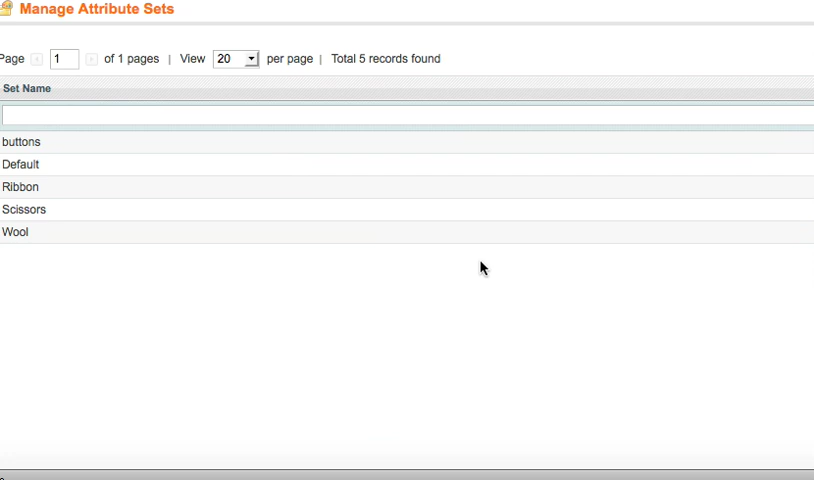 Manage Attribute Sets
Page 1 of 1 pages | View 20 per page | Total 5 records found
Set Name
buttons
Default
Ribbon
Scissors
Wool